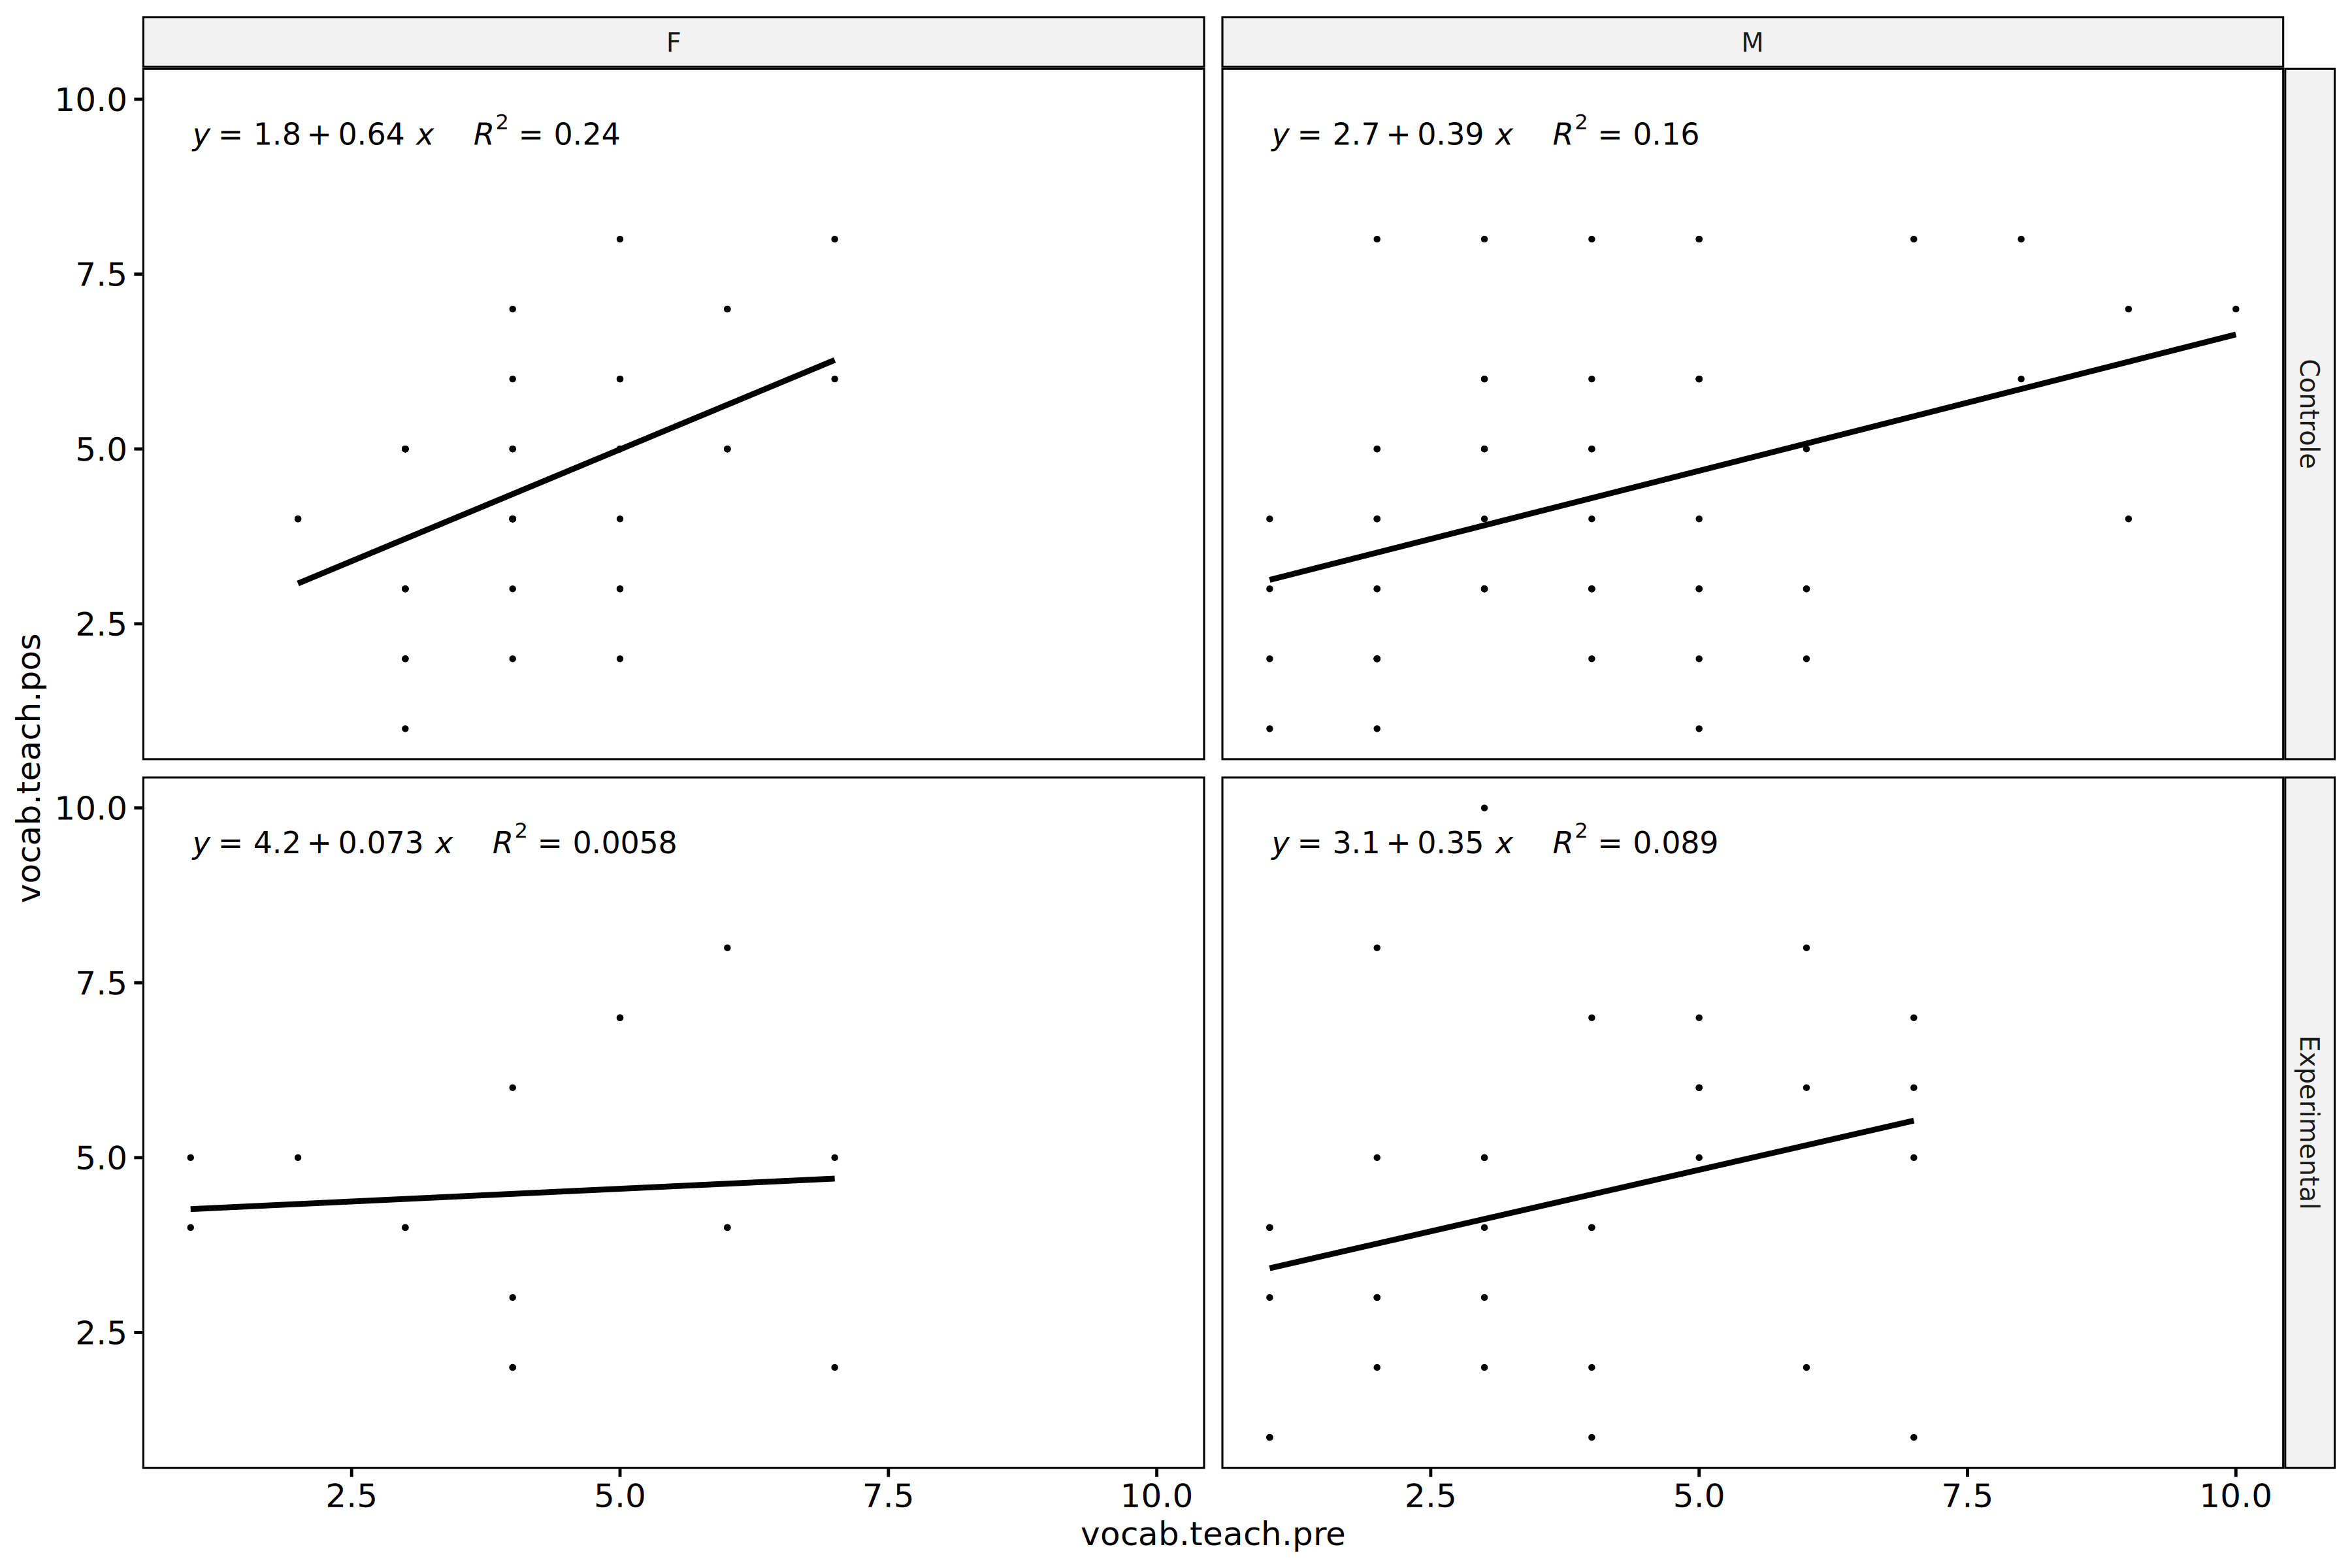 F
M
10.0
7.5
5.0
2.5
y = 1.8 + 0.64 x R² = 0.24
y = 2.7 + 0.39 x R² = 0.16
Controle
vocab.teach.pos
10.0
7.5
5.0
2.5
y = 4.2 + 0.073 x R² = 0.0058
y = 3.1 + 0.35 x R² = 0.089
Experimental
2.5 5.0 7.5 10.0
2.5 5.0 7.5 10.0
vocab.teach.pre